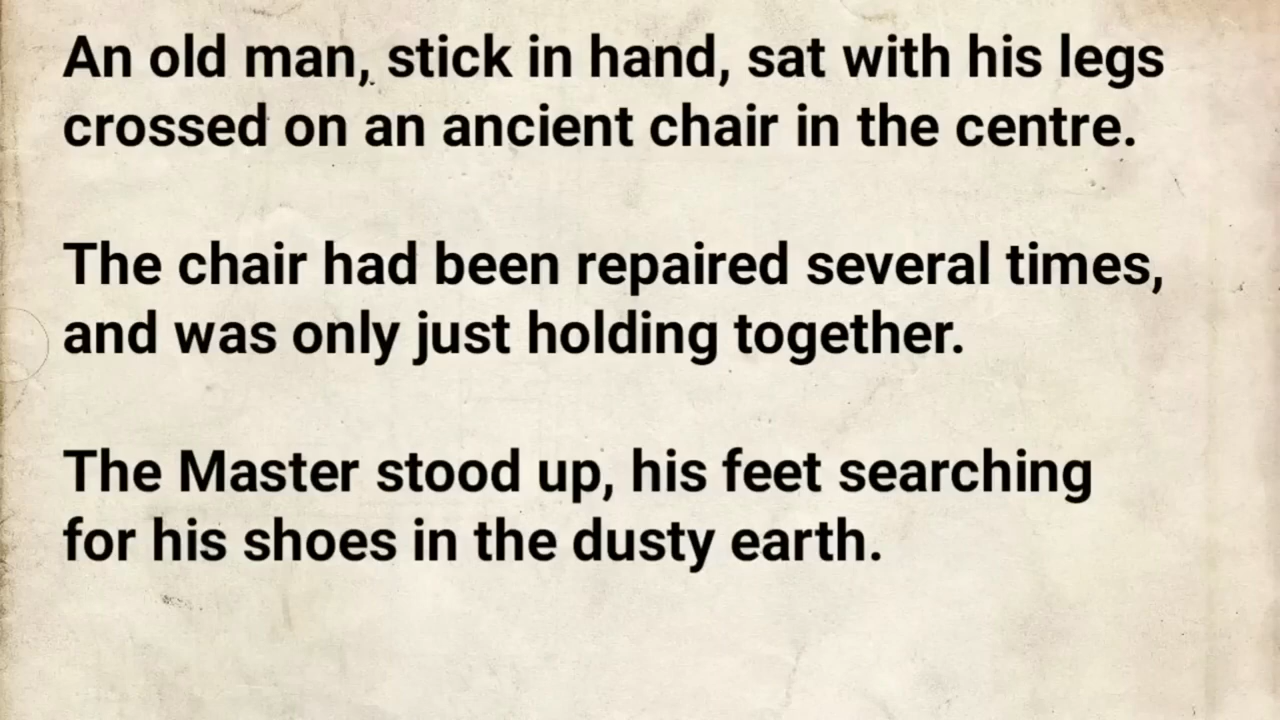 An old man, stick in hand, sat with his legs
crossed on an ancient chair in the centre.
The chair had been repaired several times,
and was only just holding together.
The Master stood up, his feet searching
for his shoes in the dusty earth.